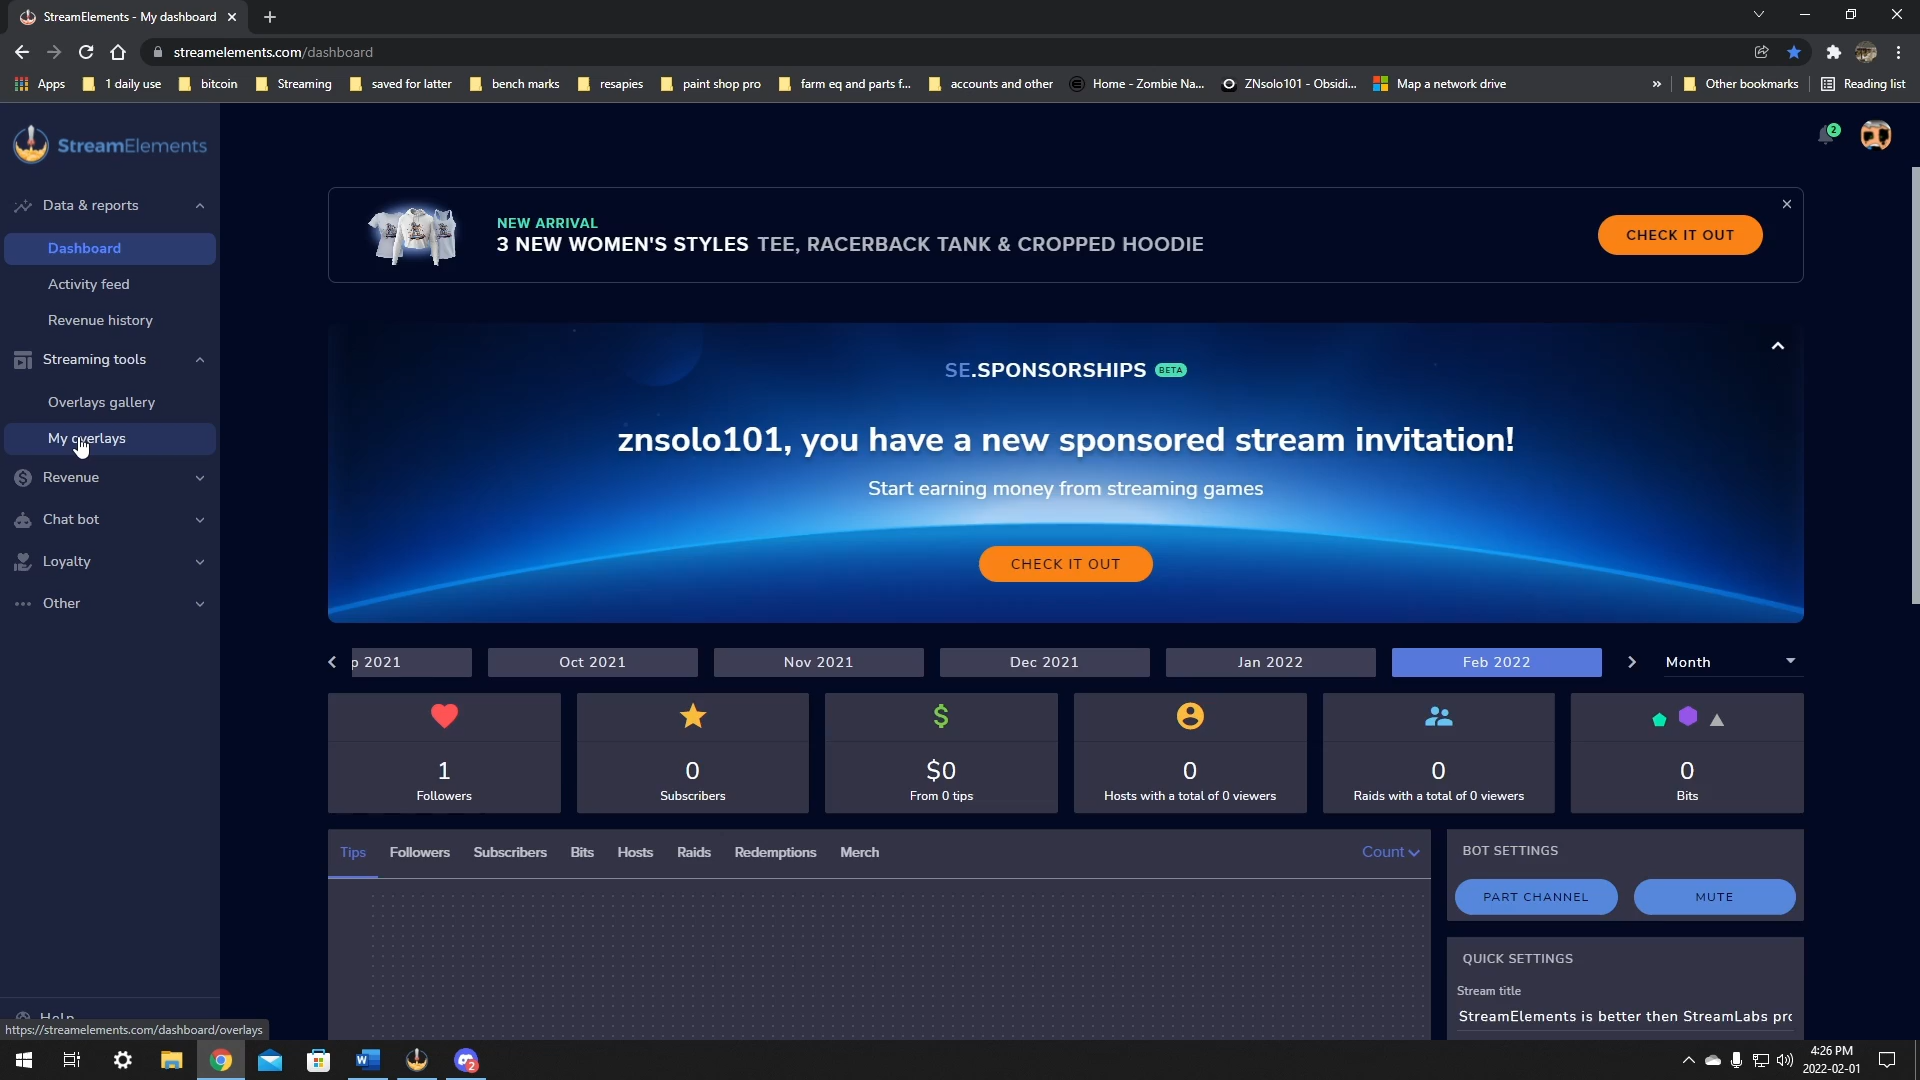 StreamElements - My dashboard
streamelements.com/dashboard
Apps
1 daily use
bitcoin
Streaming
saved for latter
bench marks
resapies
paint shop pro
farm eq and parts f...
accounts and other
Home - Zombie Na...
ZNsolo101 - Obsidi...
Map a network drive
»
Other bookmarks
Reading list
StreamElements
2
Data & reports
Dashboard
Activity feed
Revenue history
Streaming tools
Overlays gallery
My overlays
Revenue
Chat bot
Loyalty
Other
Help
https://streamelements.com/dashboard/overlays
NEW ARRIVAL
3 NEW WOMEN'S STYLES TEE, RACERBACK TANK & CROPPED HOODIE
CHECK IT OUT
SE.SPONSORSHIPS BETA
znsolo101, you have a new sponsored stream invitation!
Start earning money from streaming games
CHECK IT OUT
p 2021
Oct 2021
Nov 2021
Dec 2021
Jan 2022
Feb 2022
Month
1
Followers
0
Subscribers
$0
From 0 tips
0
Hosts with a total of 0 viewers
0
Raids with a total of 0 viewers
0
Bits
Tips
Followers
Subscribers
Bits
Hosts
Raids
Redemptions
Merch
Count
BOT SETTINGS
PART CHANNEL
MUTE
QUICK SETTINGS
Stream title
StreamElements is better then StreamLabs pr
2
4:26 PM
2022-02-01